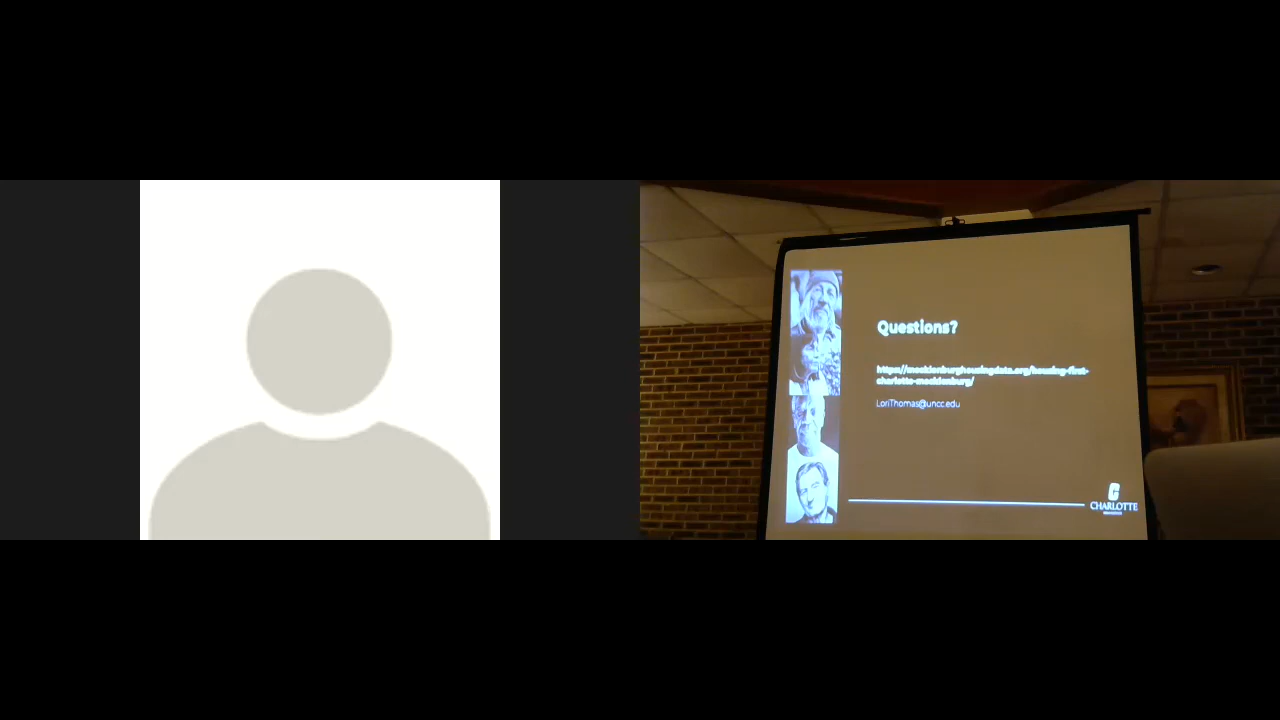 Questions?
https://mecklenburghousingdata.org/housing-first-
charlotte-mecklenburg/
LoriThomas@uncc.edu
CHARLOTTE